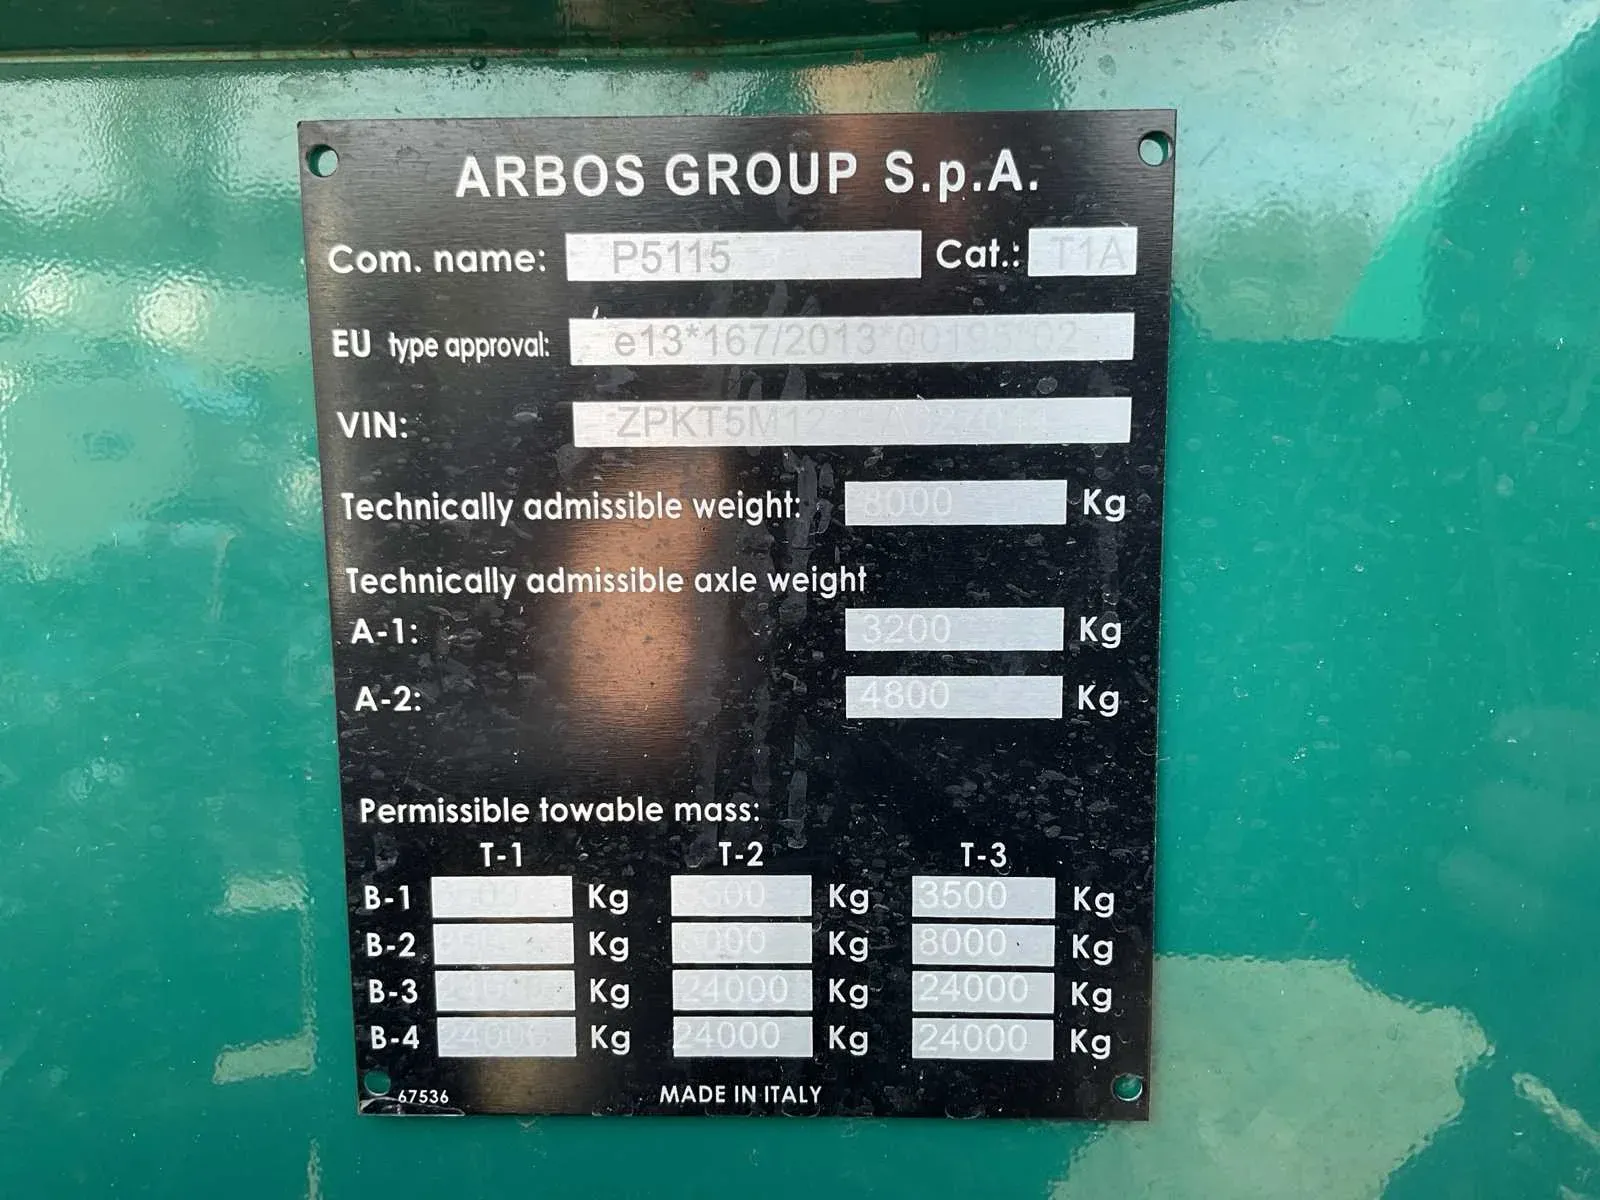 ARBOS GROUP S.p.A.
Com. name: P5115 Cat.: T1A
EU type approval: e13*167/2013*00195*02
VIN:
Technically admissible weight: 8000 Kg
Technically admissible axle weight
A-1: 3200 Kg
A-2: 4800 Kg
Permissible towable mass:
T-1 T-2 T-3
B-1 Kg Kg 3500 Kg
B-2 Kg Kg 8000 Kg
B-3 Kg 24000 Kg 24000 Kg
B-4 24000 Kg 24000 Kg 24000 Kg
67536 MADE IN ITALY